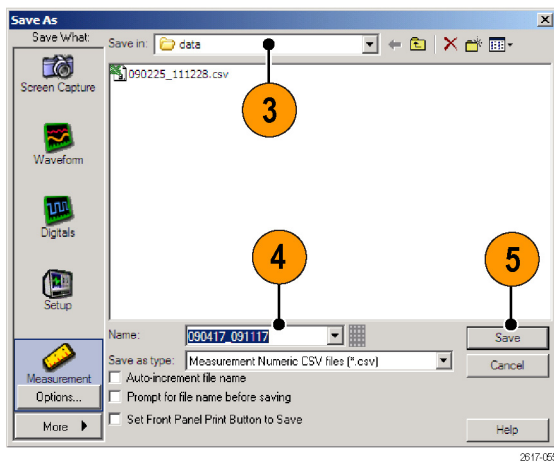 Save As
Save What:
Save in: data
Screen Capture
090225_111228.csv
3
Waveform
Digitals
4
5
Setup
Name: 090417_091117
Save
Save as type: Measurement Numeric CSV files (*.csv)
Cancel
Measurement
Auto-increment file name
Options...
Prompt for file name before saving
More
Set Front Panel Print Button to Save
Help